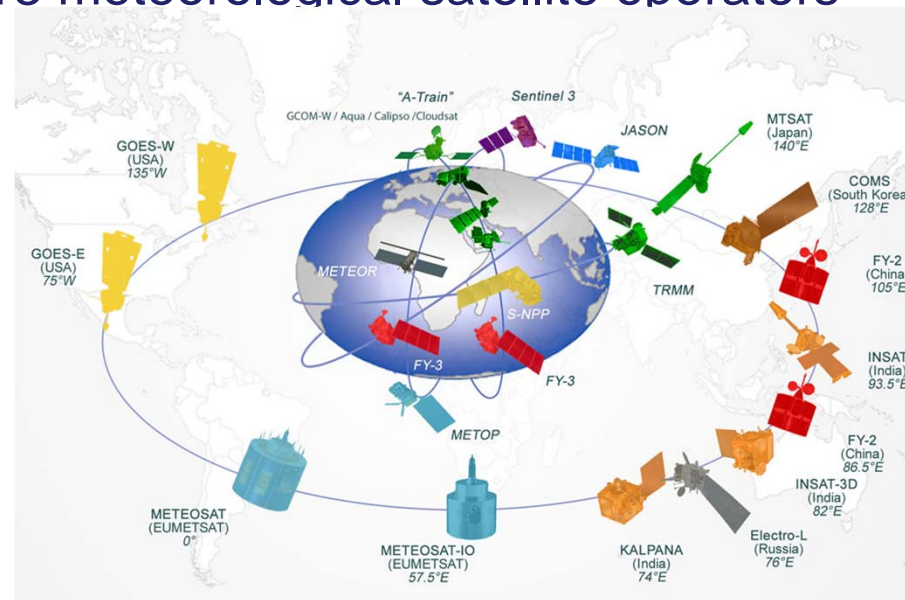 meteorological satellite operators
"A-Train"
GCOM-W / Aqua / Calipso /Cloudsat
Sentinel 3
JASON
MTSAT
(Japan)
140°E
GOES-W
(USA)
135°W
COMS
(South Korea
128°E
GOES-E
(USA)
75°W
FY-2
(China
105°E
METEOR
TRMM
S-NPP
INSAT
(India)
93.5°E
FY-3
FY-3
METOP
FY-2
(China)
86.5°E
INSAT-3D
(India)
82°E
METEOSAT
(EUMETSAT)
0°
METEOSAT-IO
(EUMETSAT)
57.5°E
KALPANA
(India)
74°E
Electro-L
(Russia)
76°E